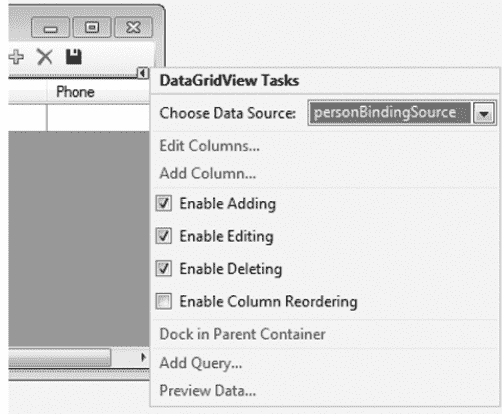 Phone
DataGridView Tasks
Choose Data Source: personBindingSource
Edit Columns...
Add Column...
Enable Adding
Enable Editing
Enable Deleting
Enable Column Reordering
Dock in Parent Container
Add Query...
Preview Data...